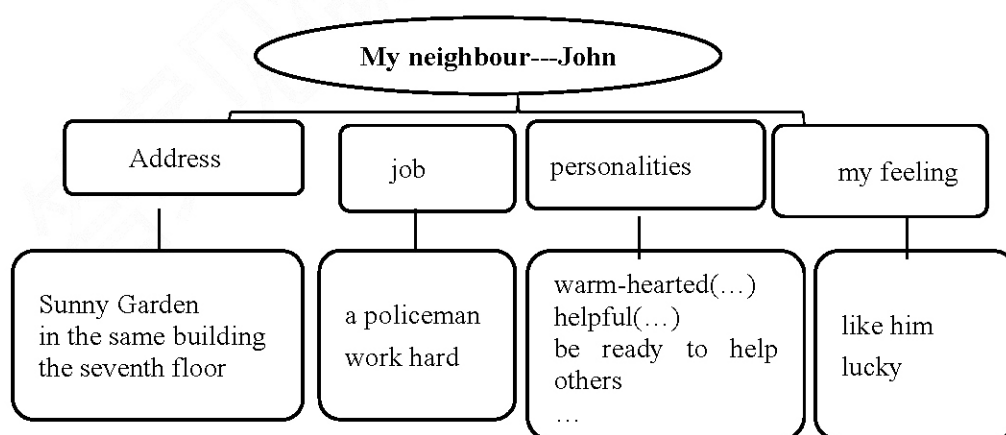 My neighbour---John
Address
job
personalities
my feeling
Sunny Garden
in the same building
the seventh floor
a policeman
work hard
warm-hearted(…)
helpful(…)
be ready to help
others
…
like him
lucky